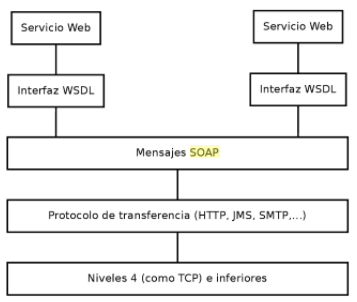 Servicio Web
Servicio Web
Interfaz WSDL
Interfaz WSDL
Mensajes SOAP
Protocolo de transferencia (HTTP, JMS, SMTP,...)
Niveles 4 (como TCP) e inferiores